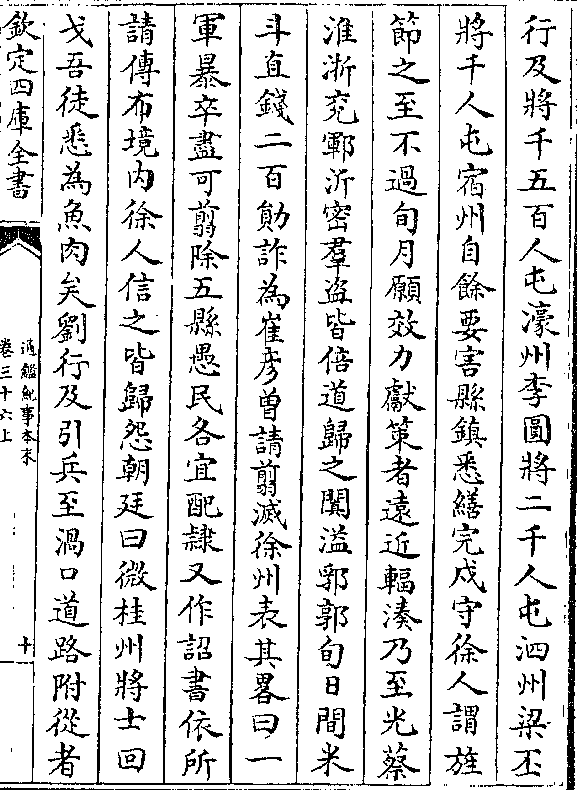 行及將千五百人屯濠州李圓將二千人屯泗州梁丕
將千人屯宿州自餘要害縣鎮悉繕完戍守徐人謂旌
節之至不過旬月願效力獻策者遠近輻湊乃至光蔡
淮浙兖鄆沂密羣盜皆倍道歸之闐溢郛郭旬日間米
斗直錢二百勛詐為崔彦曾請翦滅徐州表其畧曰一
軍暴卒盡可翦除五縣愚民各宜配隸又作詔書依所
請傳布境内徐人信之皆歸怨朝廷曰微桂州將士回
戈吾徒悉為魚肉矣劉行及引兵至渦口道路附從者
欽定四庫全書
通鑑紀事本末
卷三十六上
十